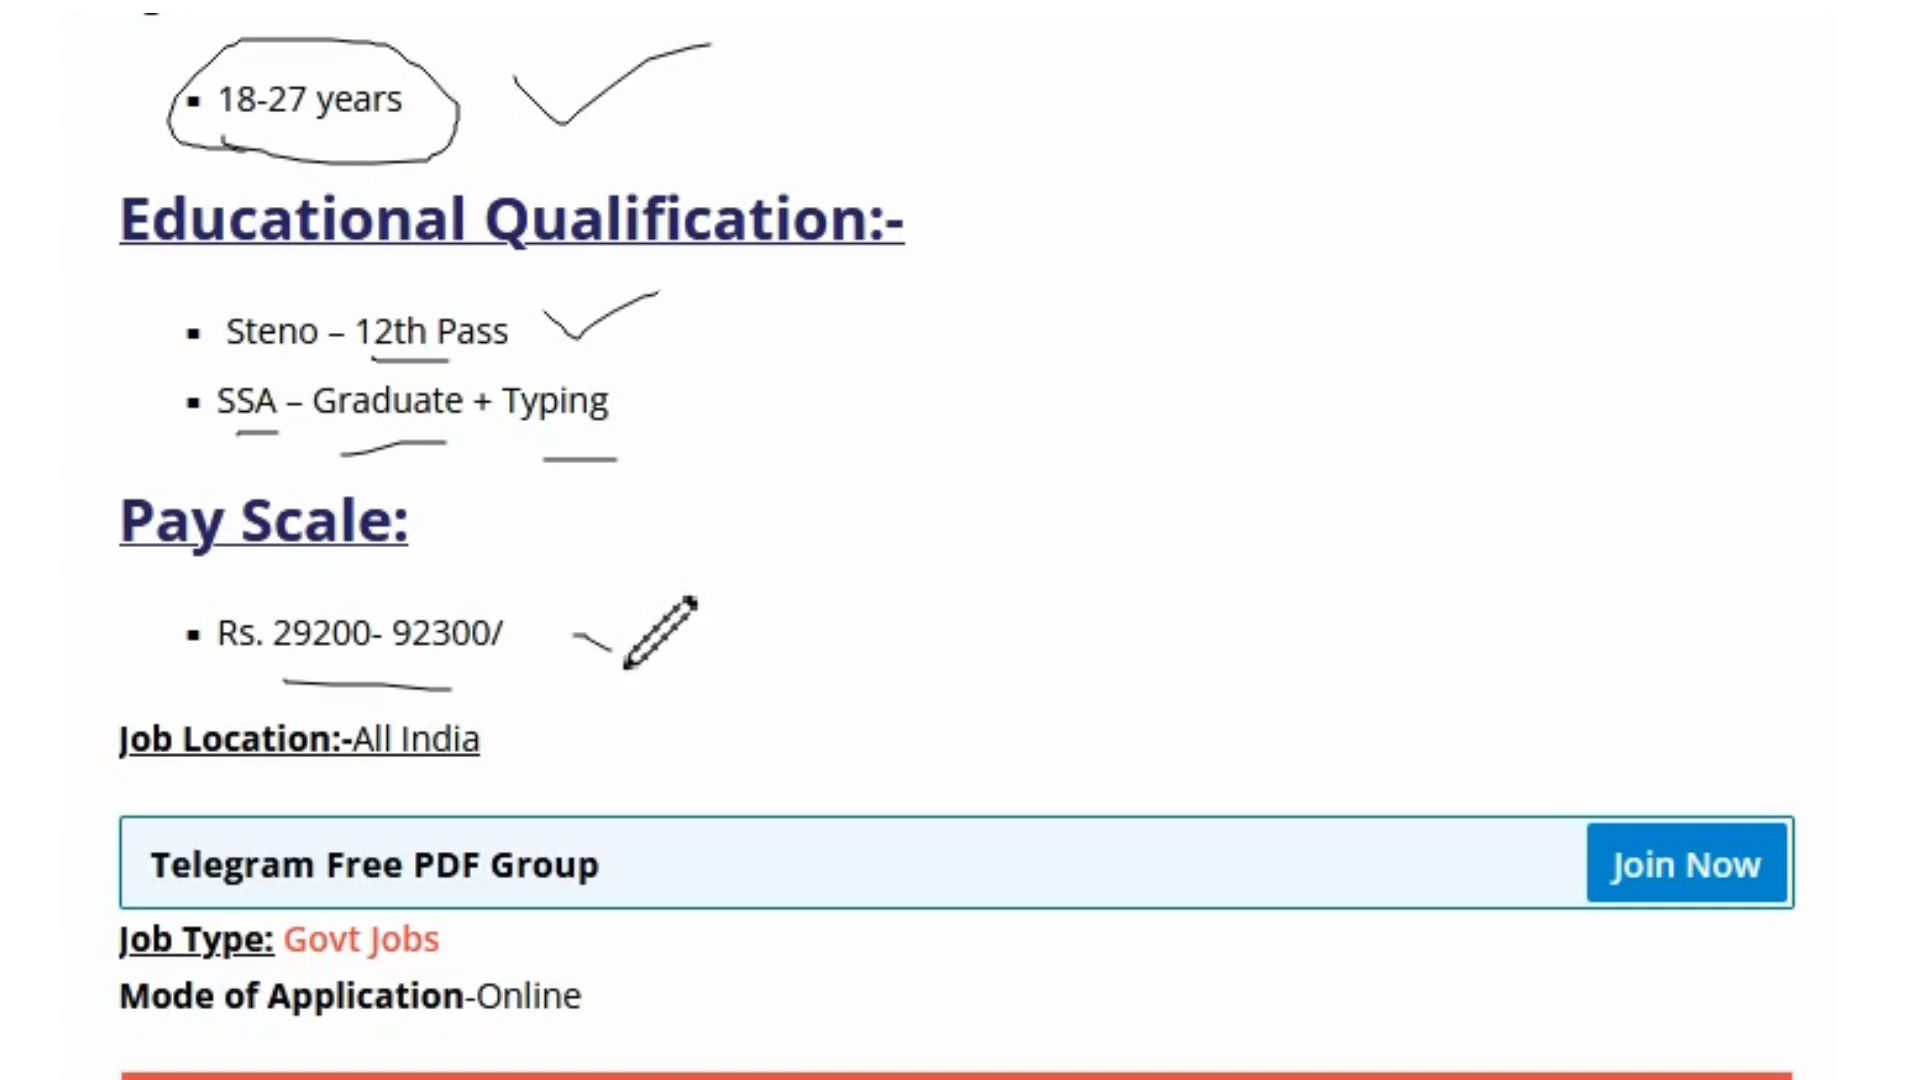 18-27 years
Educational Qualification:-
Steno – 12th Pass
SSA – Graduate + Typing
Pay Scale:
Rs. 29200- 92300/
Job Location:-All India
Telegram Free PDF Group
Join Now
Job Type: Govt Jobs
Mode of Application-Online